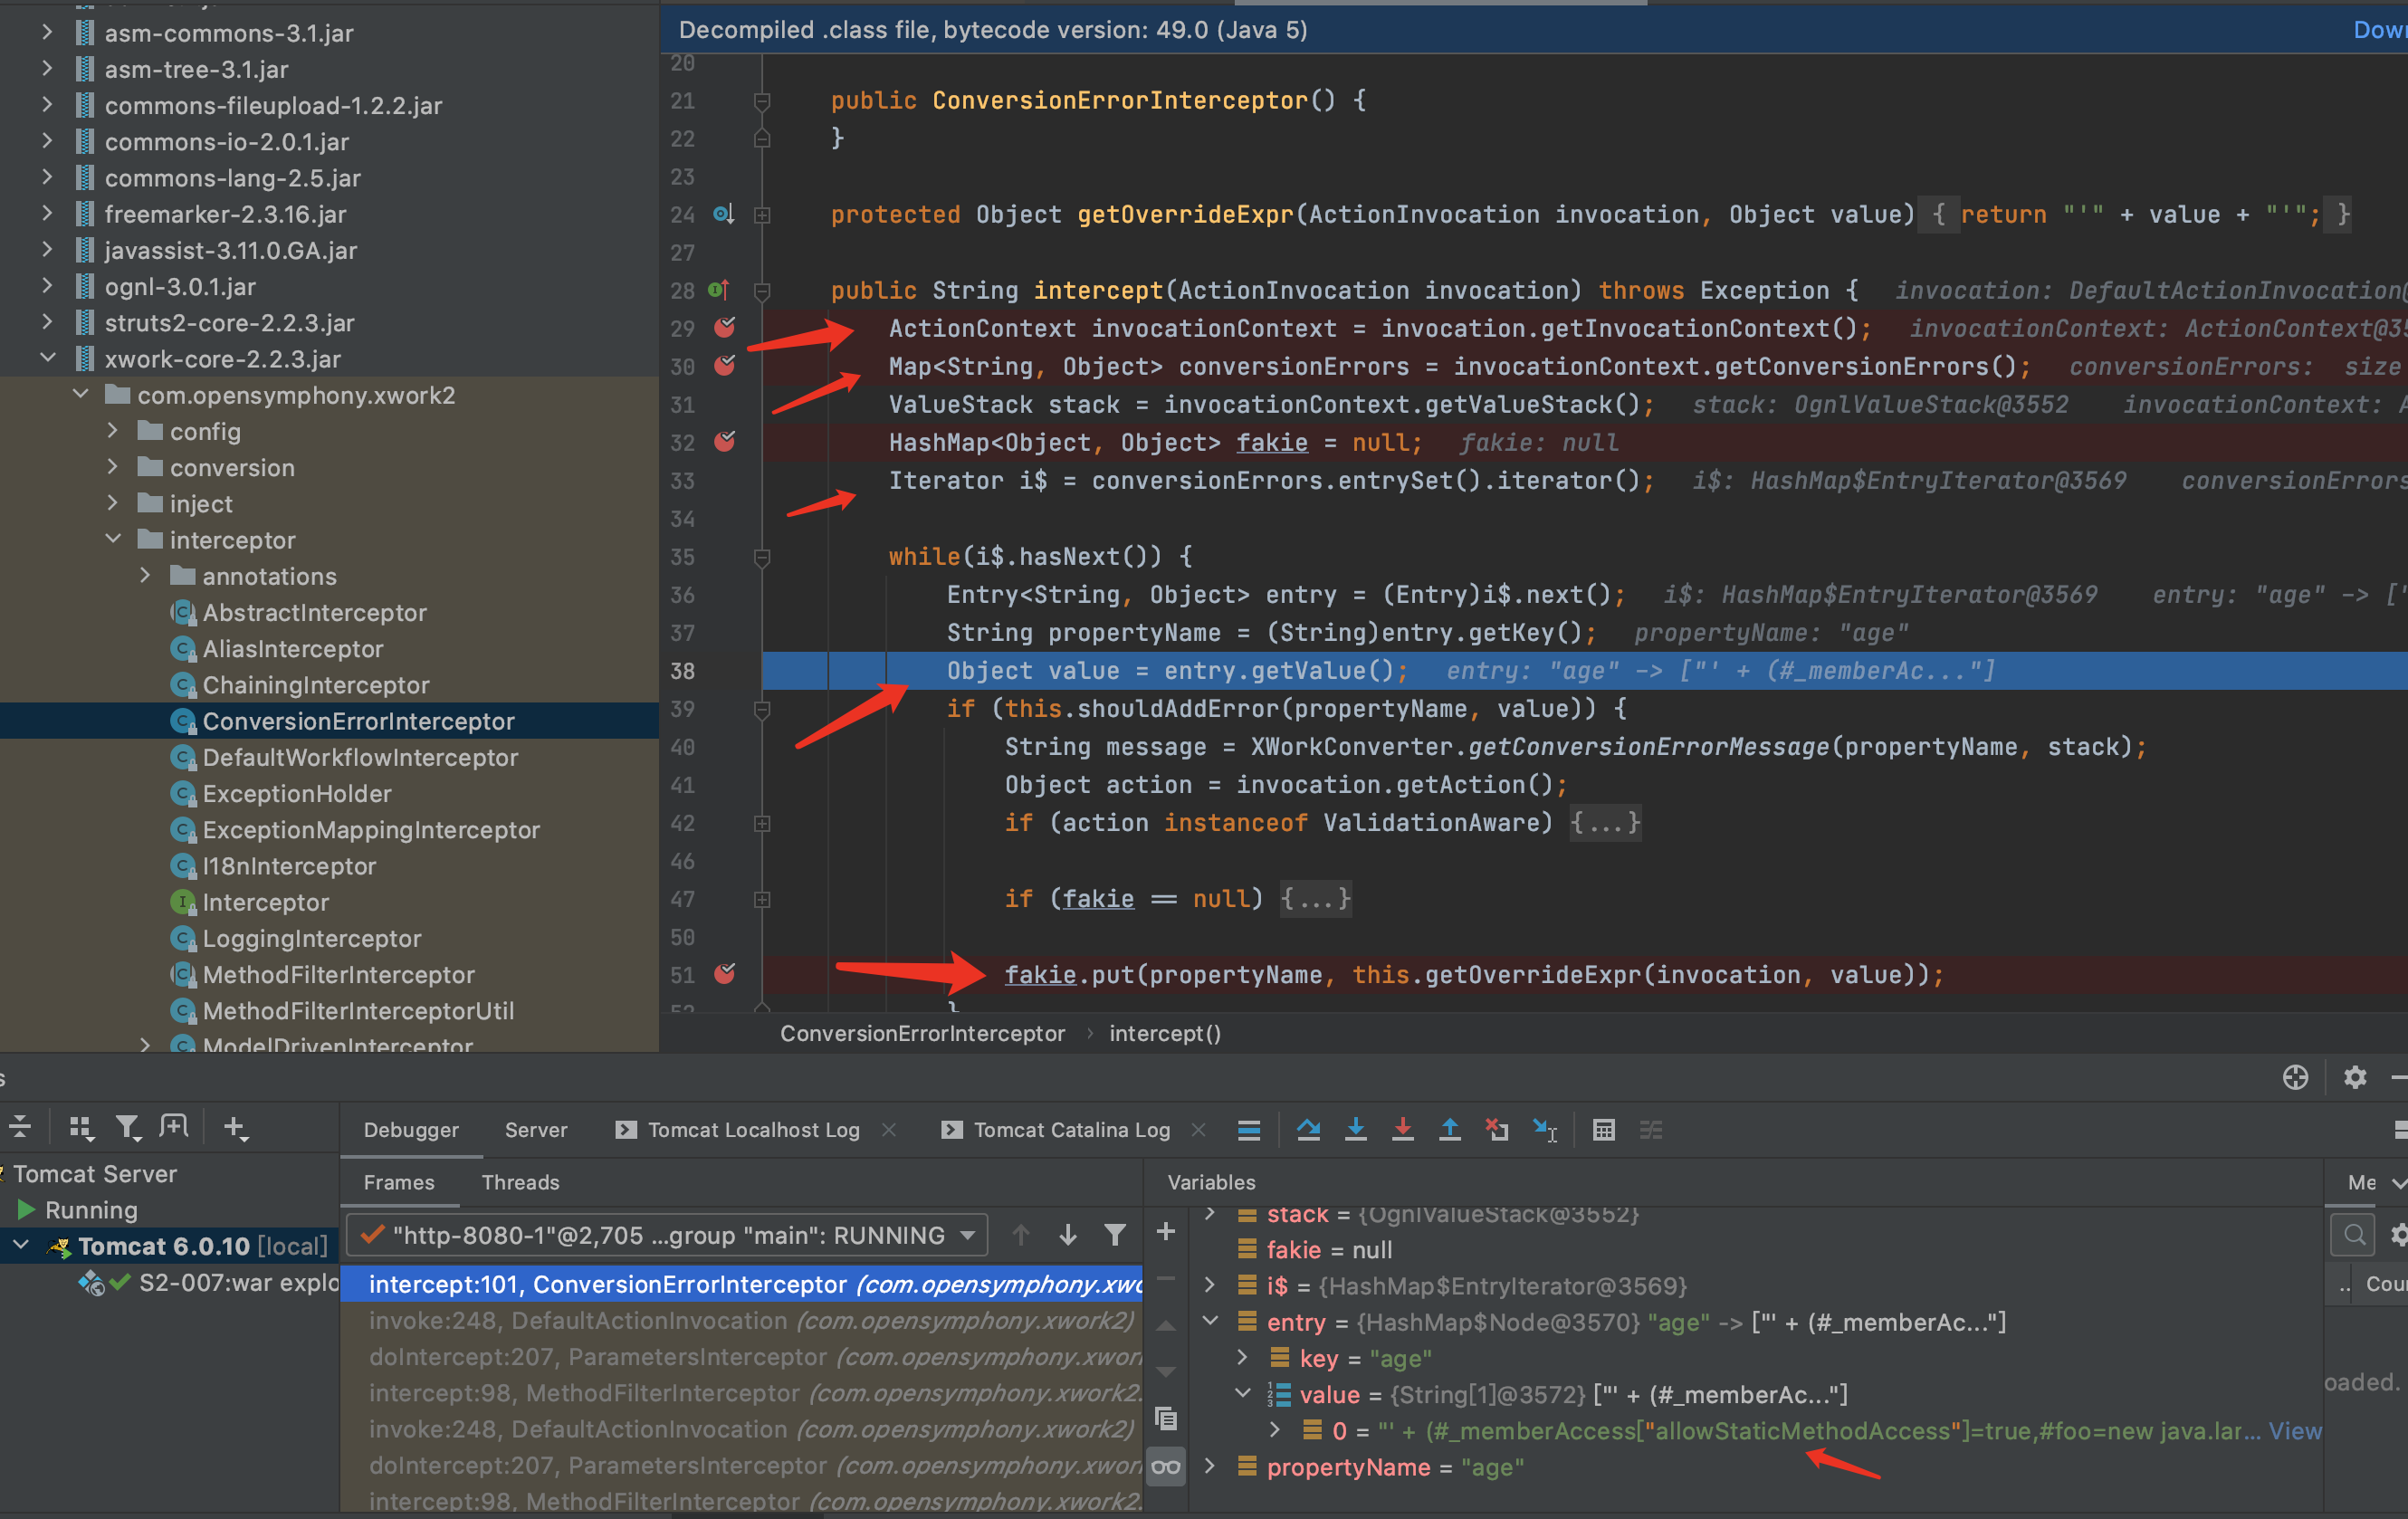 asm-commons-3.1.jar
asm-tree-3.1.jar
commons-fileupload-1.2.2.jar
commons-io-2.0.1.jar
commons-lang-2.5.jar
freemarker-2.3.16.jar
javassist-3.11.0.GA.jar
ognl-3.0.1.jar
struts2-core-2.2.3.jar
xwork-core-2.2.3.jar
com.opensymphony.xwork2
config
conversion
inject
interceptor
annotations
AbstractInterceptor
AliasInterceptor
ChainingInterceptor
ConversionErrorInterceptor
DefaultWorkflowInterceptor
ExceptionHolder
ExceptionMappingInterceptor
I18nInterceptor
Interceptor
LoggingInterceptor
MethodFilterInterceptor
MethodFilterInterceptorUtil
ModelDrivenInterceptor
Decompiled .class file, bytecode version: 49.0 (Java 5)
20
21 public ConversionErrorInterceptor() {
22 }
23
24 protected Object getOverrideExpr(ActionInvocation invocation, Object value) { return "'" + value + "'"; }
27
28 public String intercept(ActionInvocation invocation) throws Exception { invocation: DefaultActionInvocation@
29 ActionContext invocationContext = invocation.getInvocationContext(); invocationContext: ActionContext@35
30 Map<String, Object> conversionErrors = invocationContext.getConversionErrors(); conversionErrors: size
31 ValueStack stack = invocationContext.getValueStack(); stack: OgnlValueStack@3552 invocationContext: A
32 HashMap<Object, Object> fakie = null; fakie: null
33 Iterator i$ = conversionErrors.entrySet().iterator(); i$: HashMap$EntryIterator@3569 conversionErrors
34
35 while(i$.hasNext()) {
36 Entry<String, Object> entry = (Entry)i$.next(); i$: HashMap$EntryIterator@3569 entry: "age" -> ["
37 String propertyName = (String)entry.getKey(); propertyName: "age"
38 Object value = entry.getValue(); entry: "age" -> ["' + (#_memberAc..."]
39 if (this.shouldAddError(propertyName, value)) {
40 String message = XWorkConverter.getConversionErrorMessage(propertyName, stack);
41 Object action = invocation.getAction();
42 if (action instanceof ValidationAware) {...}
46
47 if (fakie == null) {...}
50
51 fakie.put(propertyName, this.getOverrideExpr(invocation, value));
}
ConversionErrorInterceptor › intercept()
Debugger Server Tomcat Localhost Log Tomcat Catalina Log
Tomcat Server
Running
Tomcat 6.0.10 [local]
S2-007:war explo
Frames Threads
"http-8080-1"@2,705 ...group "main": RUNNING
intercept:101, ConversionErrorInterceptor (com.opensymphony.xwo
invoke:248, DefaultActionInvocation (com.opensymphony.xwork2)
doIntercept:207, ParametersInterceptor (com.opensymphony.xwor
intercept:98, MethodFilterInterceptor (com.opensymphony.xwork2.
invoke:248, DefaultActionInvocation (com.opensymphony.xwork2)
doIntercept:207, ParametersInterceptor (com.opensymphony.xwor
intercept:98, MethodFilterInterceptor (com.opensymphony.xwork2.
Variables
stack = {OgnlValueStack@3552}
fakie = null
i$ = {HashMap$EntryIterator@3569}
entry = {HashMap$Node@3570} "age" -> ["' + (#_memberAc..."]
key = "age"
value = {String[1]@3572} ["' + (#_memberAc..."]
0 = "' + (#_memberAccess["allowStaticMethodAccess"]=true,#foo=new java.lar... View
propertyName = "age"
Me
Cou
oaded.